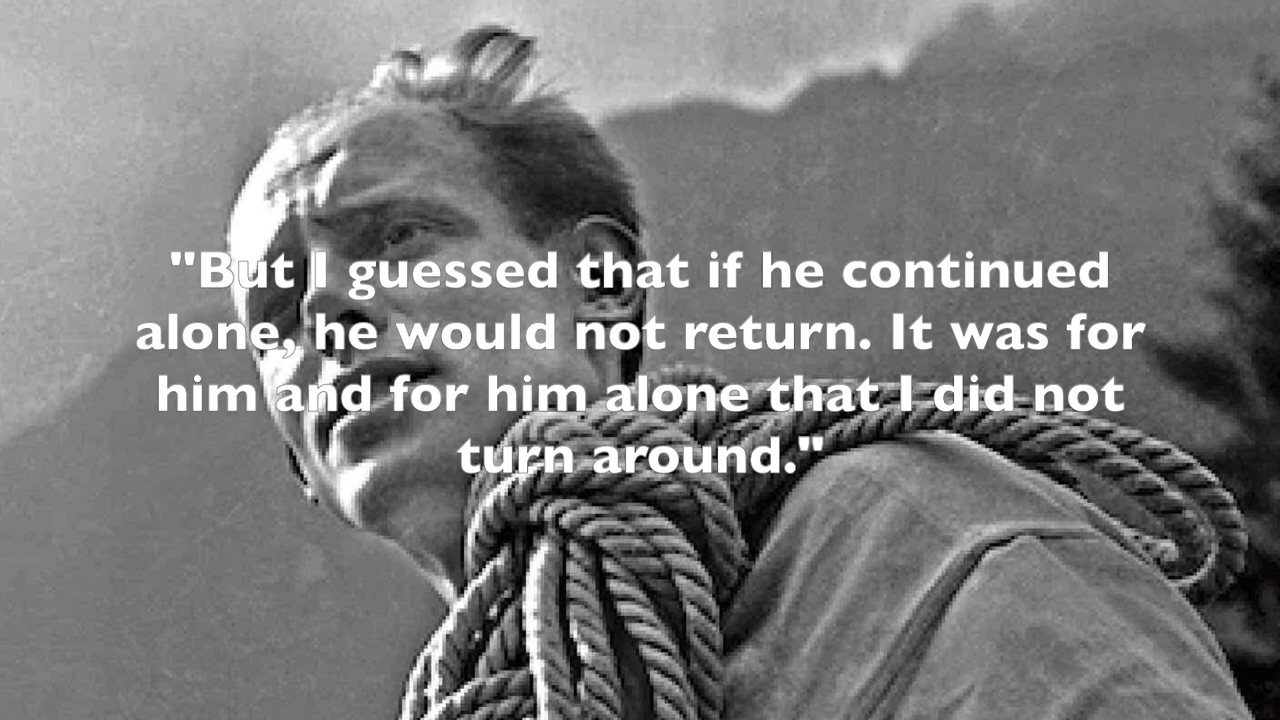 "But I guessed that if he continued
alone, he would not return. It was for
him and for him alone that I did not
turn around."